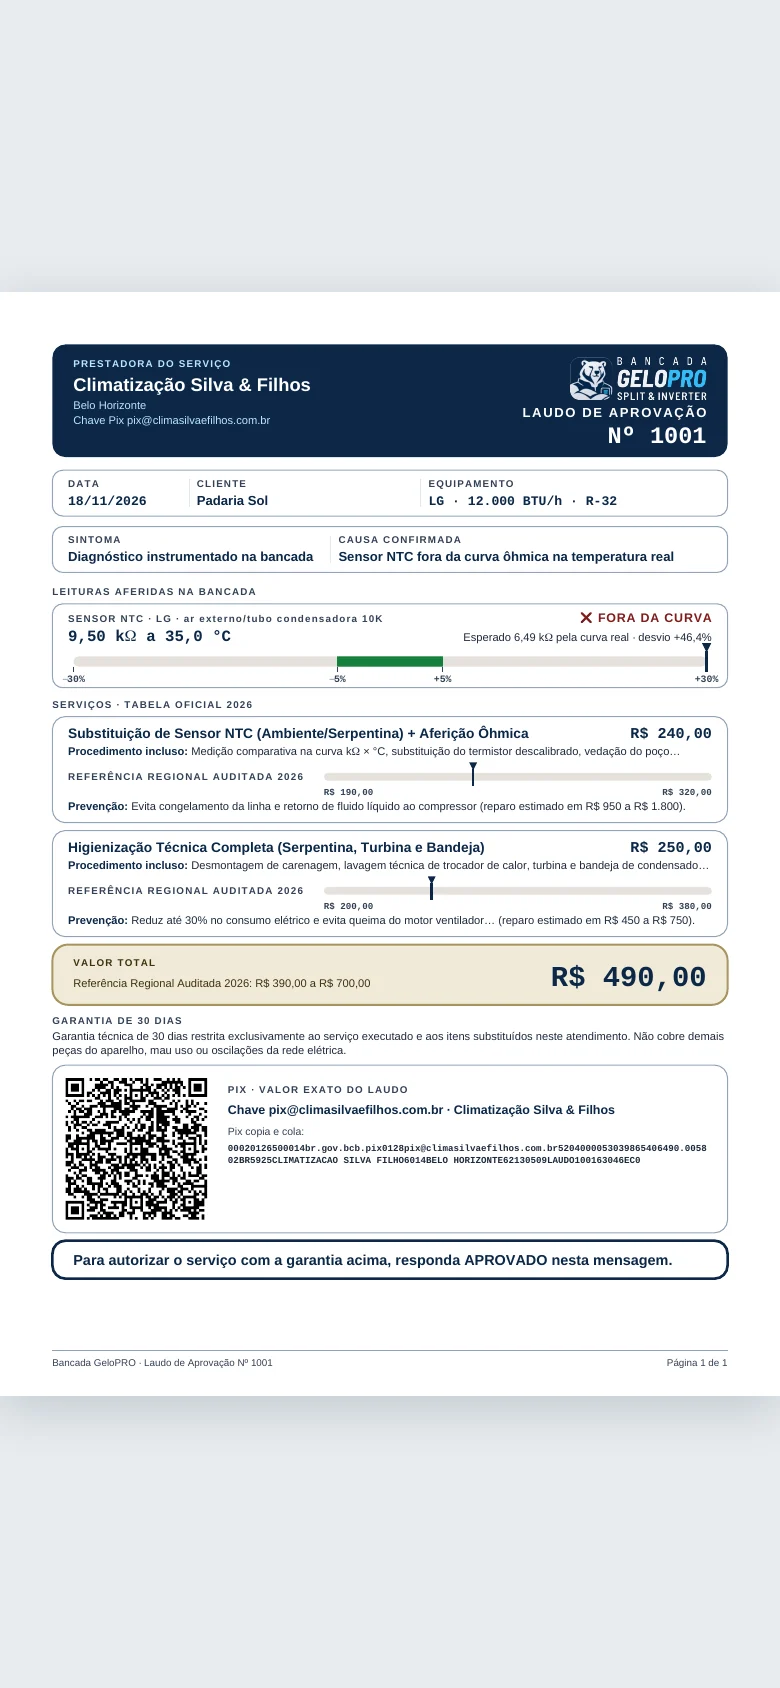 PRESTADORA DO SERVIÇO
Climatização Silva & Filhos
Belo Horizonte
Chave Pix pix@climasilvaefilhos.com.br
BANCADA
GELOPRO
SPLIT & INVERTER
LAUDO DE APROVAÇÃO
Nº 1001
DATA
18/11/2026
CLIENTE
Padaria Sol
EQUIPAMENTO
LG · 12.000 BTU/h · R-32
SINTOMA
Diagnóstico instrumentado na bancada
CAUSA CONFIRMADA
Sensor NTC fora da curva ôhmica na temperatura real
LEITURAS AFERIDAS NA BANCADA
SENSOR NTC · LG · ar externo/tubo condensadora 10K
❌ FORA DA CURVA
9,50 kΩ a 35,0 °C
Esperado 6,49 kΩ pela curva real · desvio +46,4%
−30%
−5%
+5%
+30%
SERVIÇOS · TABELA OFICIAL 2026
Substituição de Sensor NTC (Ambiente/Serpentina) + Aferição Ôhmica
R$ 240,00
Procedimento incluso: Medição comparativa na curva kΩ × °C, substituição do termistor descalibrado, vedação do poço…
REFERÊNCIA REGIONAL AUDITADA 2026
R$ 190,00
R$ 320,00
Prevenção: Evita congelamento da linha e retorno de fluido líquido ao compressor (reparo estimado em R$ 950 a R$ 1.800).
Higienização Técnica Completa (Serpentina, Turbina e Bandeja)
R$ 250,00
Procedimento incluso: Desmontagem de carenagem, lavagem técnica de trocador de calor, turbina e bandeja de condensado…
REFERÊNCIA REGIONAL AUDITADA 2026
R$ 200,00
R$ 380,00
Prevenção: Reduz até 30% no consumo elétrico e evita queima do motor ventilador… (reparo estimado em R$ 450 a R$ 750).
VALOR TOTAL
Referência Regional Auditada 2026: R$ 390,00 a R$ 700,00
R$ 490,00
GARANTIA DE 30 DIAS
Garantia técnica de 30 dias restrita exclusivamente ao serviço executado e aos itens substituídos neste atendimento. Não cobre demais
peças do aparelho, mau uso ou oscilações da rede elétrica.
PIX · VALOR EXATO DO LAUDO
Chave pix@climasilvaefilhos.com.br · Climatização Silva & Filhos
Pix copia e cola:
00020126500014br.gov.bcb.pix0128pix@climasilvaefilhos.com.br5204000053039865406490.0058
02BR5925CLIMATIZACAO SILVA FILHO6014BELO HORIZONTE62130509LAUDO100163046EC0
Para autorizar o serviço com a garantia acima, responda APROVADO nesta mensagem.
Bancada GeloPRO · Laudo de Aprovação Nº 1001
Página 1 de 1